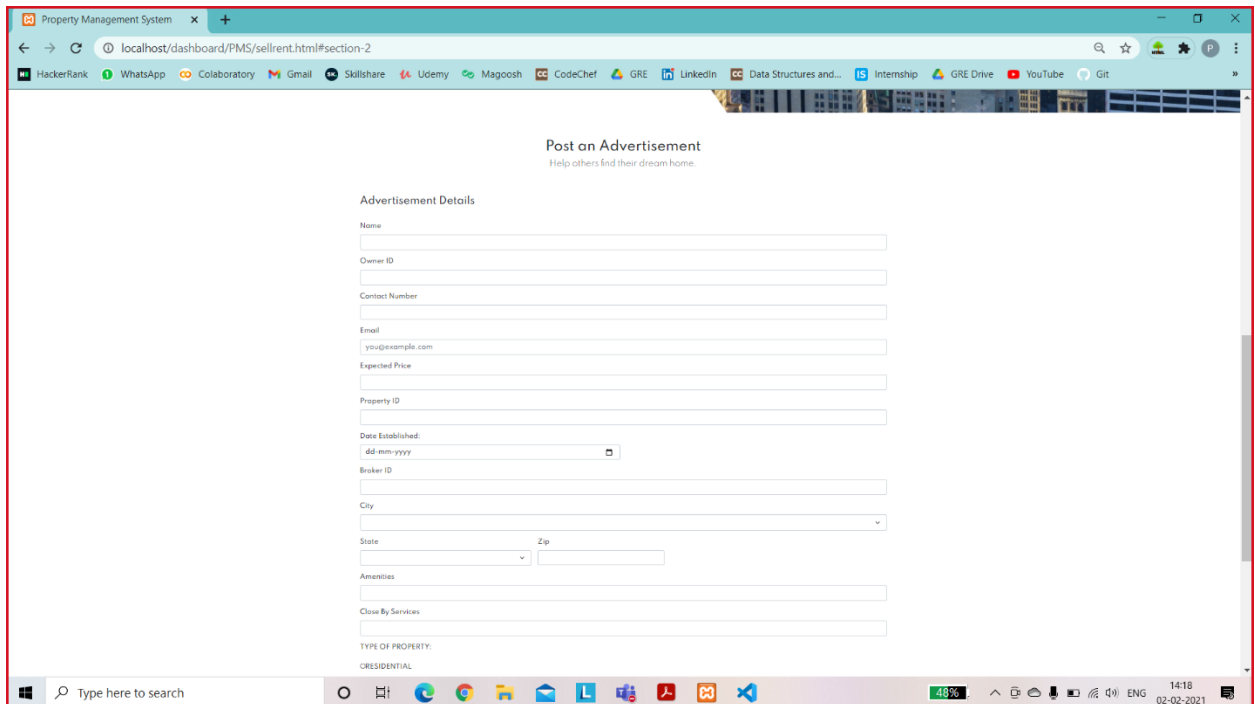 Property Management System
localhost/dashboard/PMS/sellrent.html#section-2
P
HackerRank WhatsApp Colaboratory Gmail Skillshare Udemy Magoosh CodeChef GRE LinkedIn Data Structures and... Internship GRE Drive YouTube Git »
Post an Advertisement
Help others find their dream home.
Advertisement Details
Name
Owner ID
Contact Number
Email
you@example.com
Expected Price
Property ID
Date Established:
dd-mm-yyyy
Broker ID
City
State Zip
Amenities
Close By Services
TYPE OF PROPERTY:
RESIDENTIAL
Type here to search
48% ENG 14:18
02-02-2021